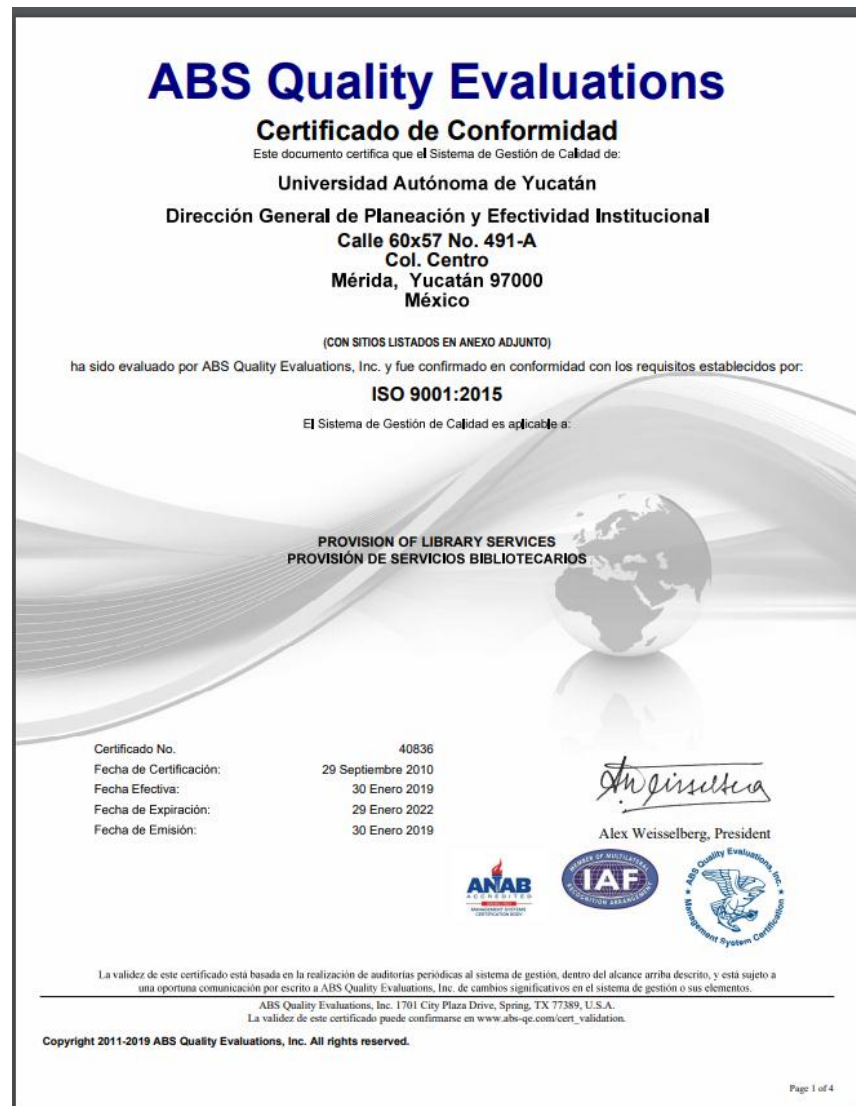 ABS Quality Evaluations
Certificado de Conformidad
Este documento certifica que el Sistema de Gestión de Calidad de:
Universidad Autónoma de Yucatán
Dirección General de Planeación y Efectividad Institucional
Calle 60x57 No. 491-A
Col. Centro
Mérida, Yucatán 97000
México
(CON SITIOS LISTADOS EN ANEXO ADJUNTO)
ha sido evaluado por ABS Quality Evaluations, Inc. y fue confirmado en conformidad con los requisitos establecidos por:
ISO 9001:2015
El Sistema de Gestión de Calidad es aplicable a:
PROVISION OF LIBRARY SERVICES
PROVISIÓN DE SERVICIOS BIBLIOTECARIOS
Certificado No. 40836
Fecha de Certificación: 29 Septiembre 2010
Fecha Efectiva: 30 Enero 2019
Fecha de Expiración: 29 Enero 2022
Fecha de Emisión: 30 Enero 2019
Alex Weisselberg, President
ANAB
ACCREDITED
MANAGEMENT SYSTEMS
CERTIFICATION BODY
MEMBER OF MULTILATERAL
IAF
RECOGNITION ARRANGEMENT
ABS Quality Evaluations, Inc.
Management System Certification
La validez de este certificado está basada en la realización de auditorías periódicas al sistema de gestión, dentro del alcance arriba descrito, y está sujeto a
una oportuna comunicación por escrito a ABS Quality Evaluations, Inc. de cambios significativos en el sistema de gestión o sus elementos.
ABS Quality Evaluations, Inc. 1701 City Plaza Drive, Spring, TX 77389, U.S.A.
La validez de este certificado puede confirmarse en www.abs-qe.com/cert_validation.
Copyright 2011-2019 ABS Quality Evaluations, Inc. All rights reserved.
Page 1 of 4